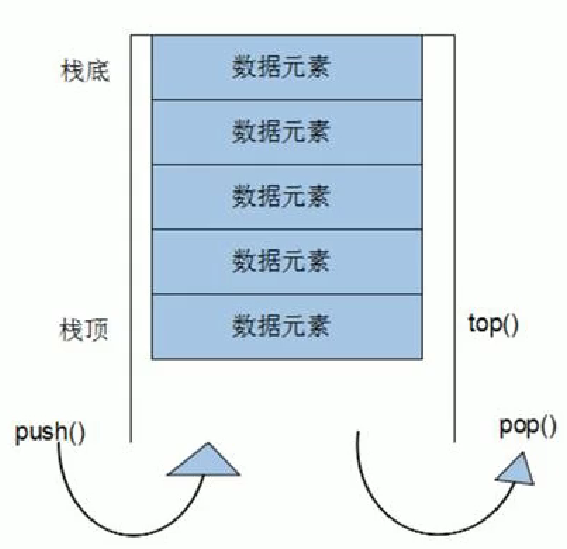 栈底 数据元素
数据元素
数据元素
数据元素
栈顶 数据元素 top()
push() pop()